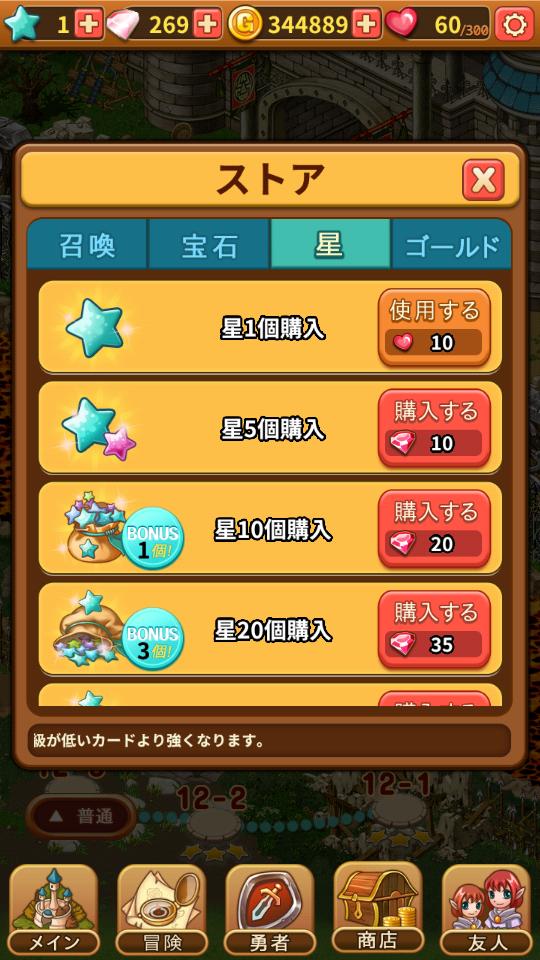 1 269 344889 60/300
ストア
召喚 宝石 星 ゴールド
星1個購入
使用する
10
星5個購入
購入する
10
BONUS
1個!
星10個購入
購入する
20
BONUS
3個!
星20個購入
購入する
35
級が低いカードより強くなります。
12-2
12-1
▲ 普通
メイン 冒険 勇者 商店 友人